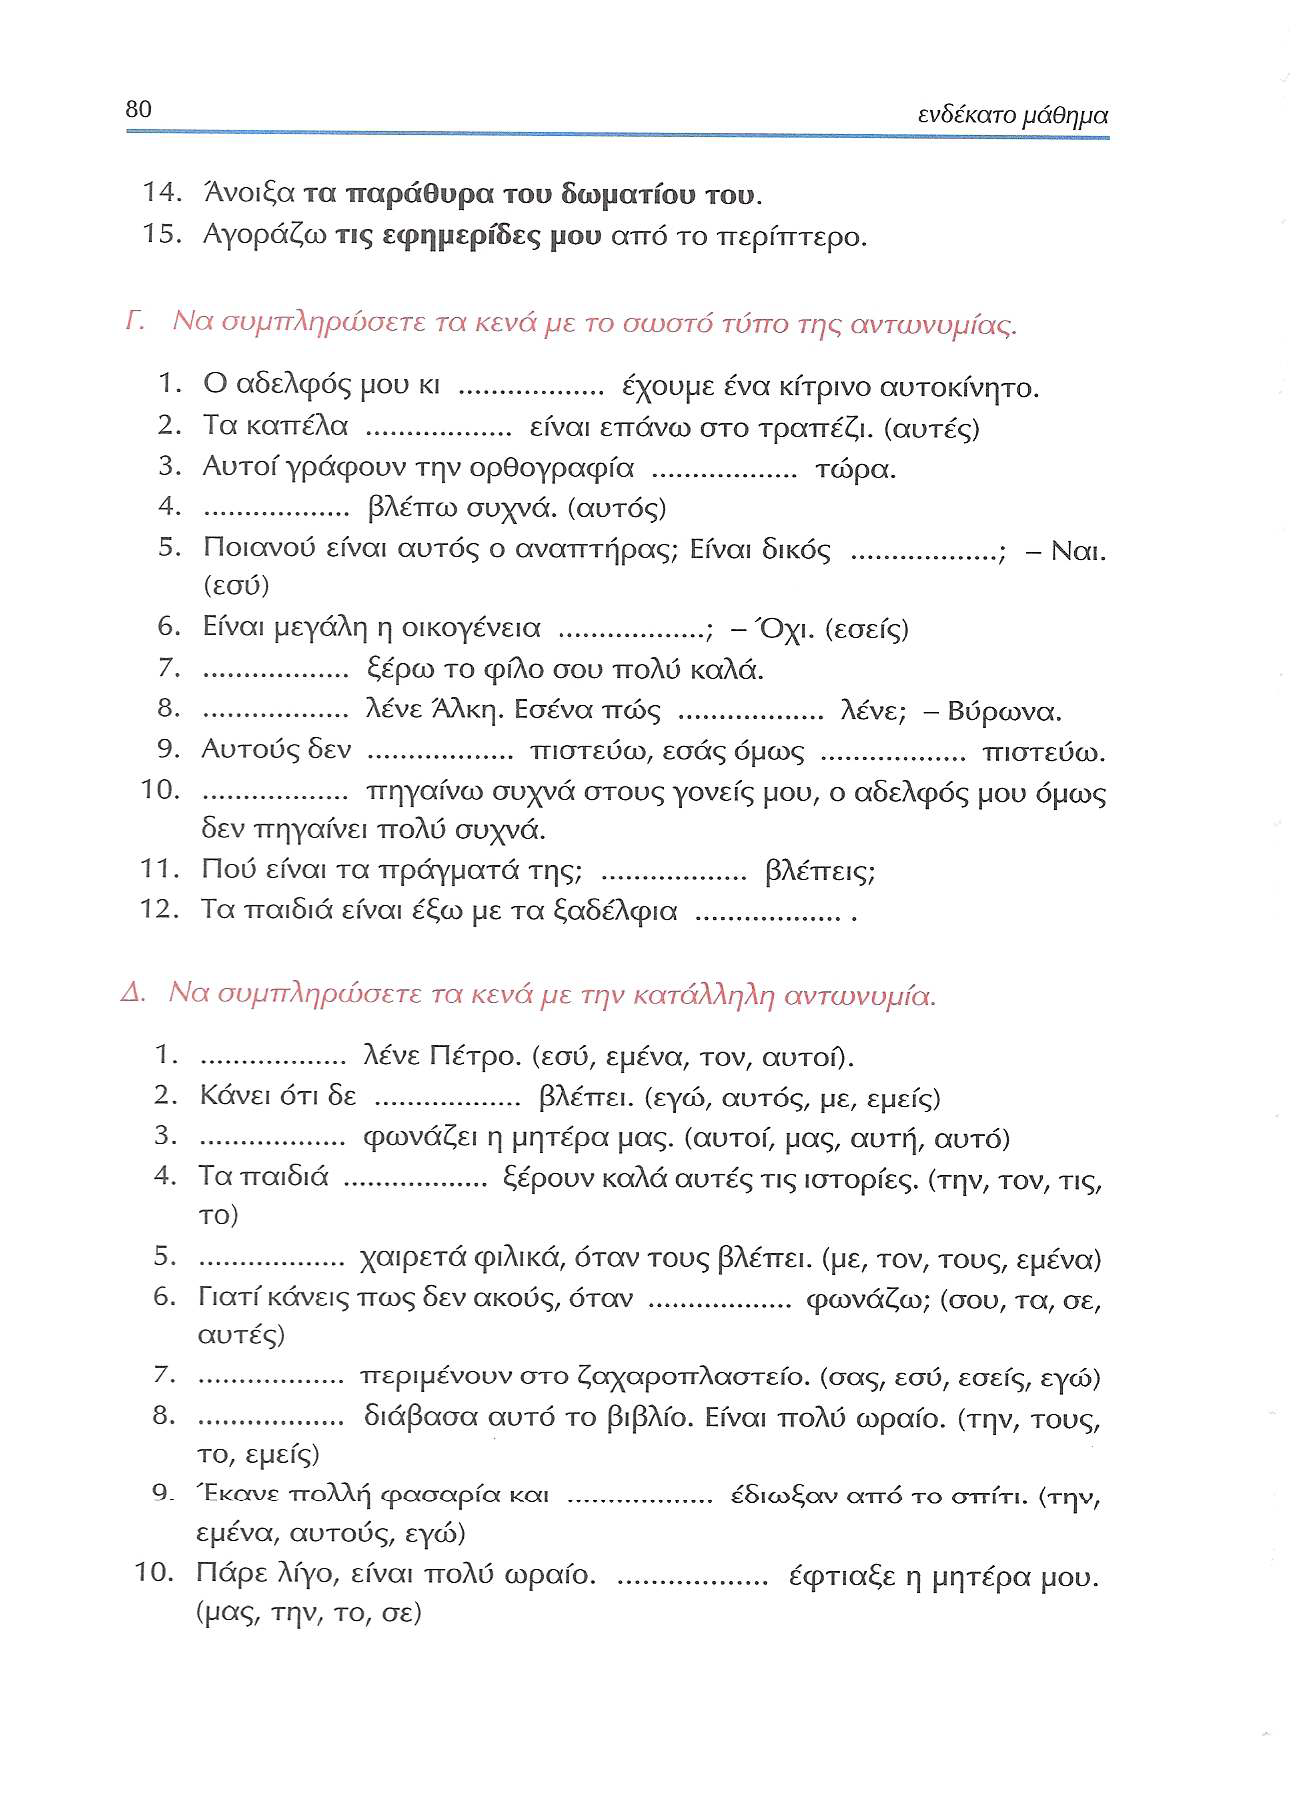 80 ενδέκατο μάθημα
14. Άνοιξα τα παράθυρα του δωματίου του.
15. Αγοράζω τις εφημερίδες μου από το περίπτερο.
Γ. Να συμπληρώσετε τα κενά με το σωστό τύπο της αντωνυμίας.
1. Ο αδελφός μου κι .................. έχουμε ένα κίτρινο αυτοκίνητο.
2. Τα καπέλα .................. είναι επάνω στο τραπέζι. (αυτές)
3. Αυτοί γράφουν την ορθογραφία .................. τώρα.
4. .................. βλέπω συχνά. (αυτός)
5. Ποιανού είναι αυτός ο αναπτήρας; Είναι δικός ..................; – Ναι.
(εσύ)
6. Είναι μεγάλη η οικογένεια ..................; – Όχι. (εσείς)
7. .................. ξέρω το φίλο σου πολύ καλά.
8. .................. λένε Άλκη. Εσένα πώς .................. λένε; – Βύρωνα.
9. Αυτούς δεν .................. πιστεύω, εσάς όμως .................. πιστεύω.
10. .................. πηγαίνω συχνά στους γονείς μου, ο αδελφός μου όμως
δεν πηγαίνει πολύ συχνά.
11. Πού είναι τα πράγματά της; .................. βλέπεις;
12. Τα παιδιά είναι έξω με τα ξαδέλφια .................. .
Δ. Να συμπληρώσετε τα κενά με την κατάλληλη αντωνυμία.
1. .................. λένε Πέτρο. (εσύ, εμένα, τον, αυτοί).
2. Κάνει ότι δε .................. βλέπει. (εγώ, αυτός, με, εμείς)
3. .................. φωνάζει η μητέρα μας. (αυτοί, μας, αυτή, αυτό)
4. Τα παιδιά .................. ξέρουν καλά αυτές τις ιστορίες. (την, τον, τις,
το)
5. .................. χαιρετά φιλικά, όταν τους βλέπει. (με, τον, τους, εμένα)
6. Γιατί κάνεις πως δεν ακούς, όταν .................. φωνάζω; (σου, τα, σε,
αυτές)
7. .................. περιμένουν στο ζαχαροπλαστείο. (σας, εσύ, εσείς, εγώ)
8. .................. διάβασα αυτό το βιβλίο. Είναι πολύ ωραίο. (την, τους,
το, εμείς)
9. Έκανε πολλή φασαρία και .................. έδιωξαν από το σπίτι. (την,
εμένα, αυτούς, εγώ)
10. Πάρε λίγο, είναι πολύ ωραίο. .................. έφτιαξε η μητέρα μου.
(μας, την, το, σε)